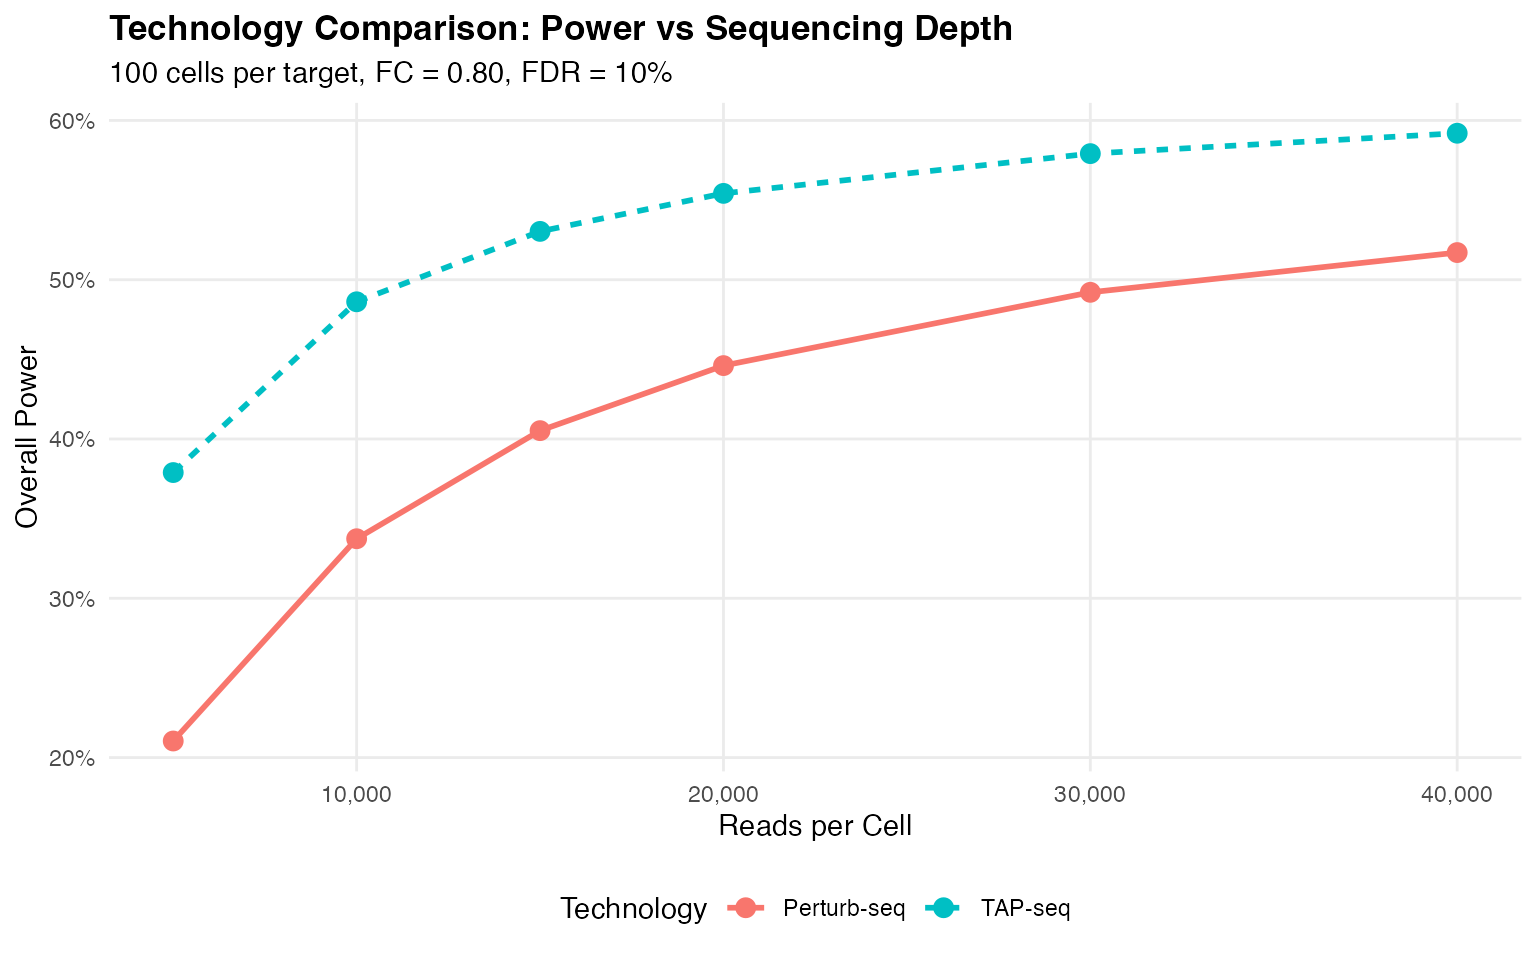 Technology Comparison: Power vs Sequencing Depth
100 cells per target, FC = 0.80, FDR = 10%
60%
50%
40%
30%
20%
Overall Power
10,000 20,000 30,000 40,000
Reads per Cell
Technology Perturb-seq TAP-seq